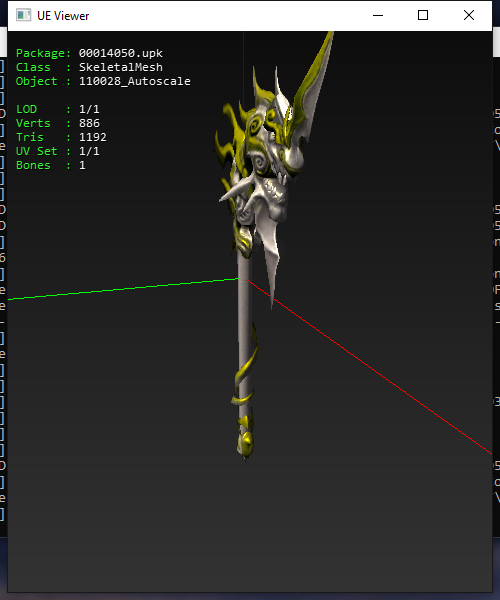 UE Viewer
Package: 00014050.upk
Class : SkeletalMesh
Object : 110028_Autoscale
LOD : 1/1
Verts : 886
Tris : 1192
UV Set : 1/1
Bones : 1